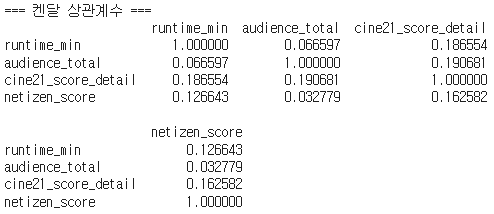 === 켄달 상관계수 ===
runtime_min audience_total cine21_score_detail
runtime_min 1.000000 0.066597 0.186554
audience_total 0.066597 1.000000 0.190681
cine21_score_detail 0.186554 0.190681 1.000000
netizen_score 0.126643 0.032779 0.162582
netizen_score
runtime_min 0.126643
audience_total 0.032779
cine21_score_detail 0.162582
netizen_score 1.000000